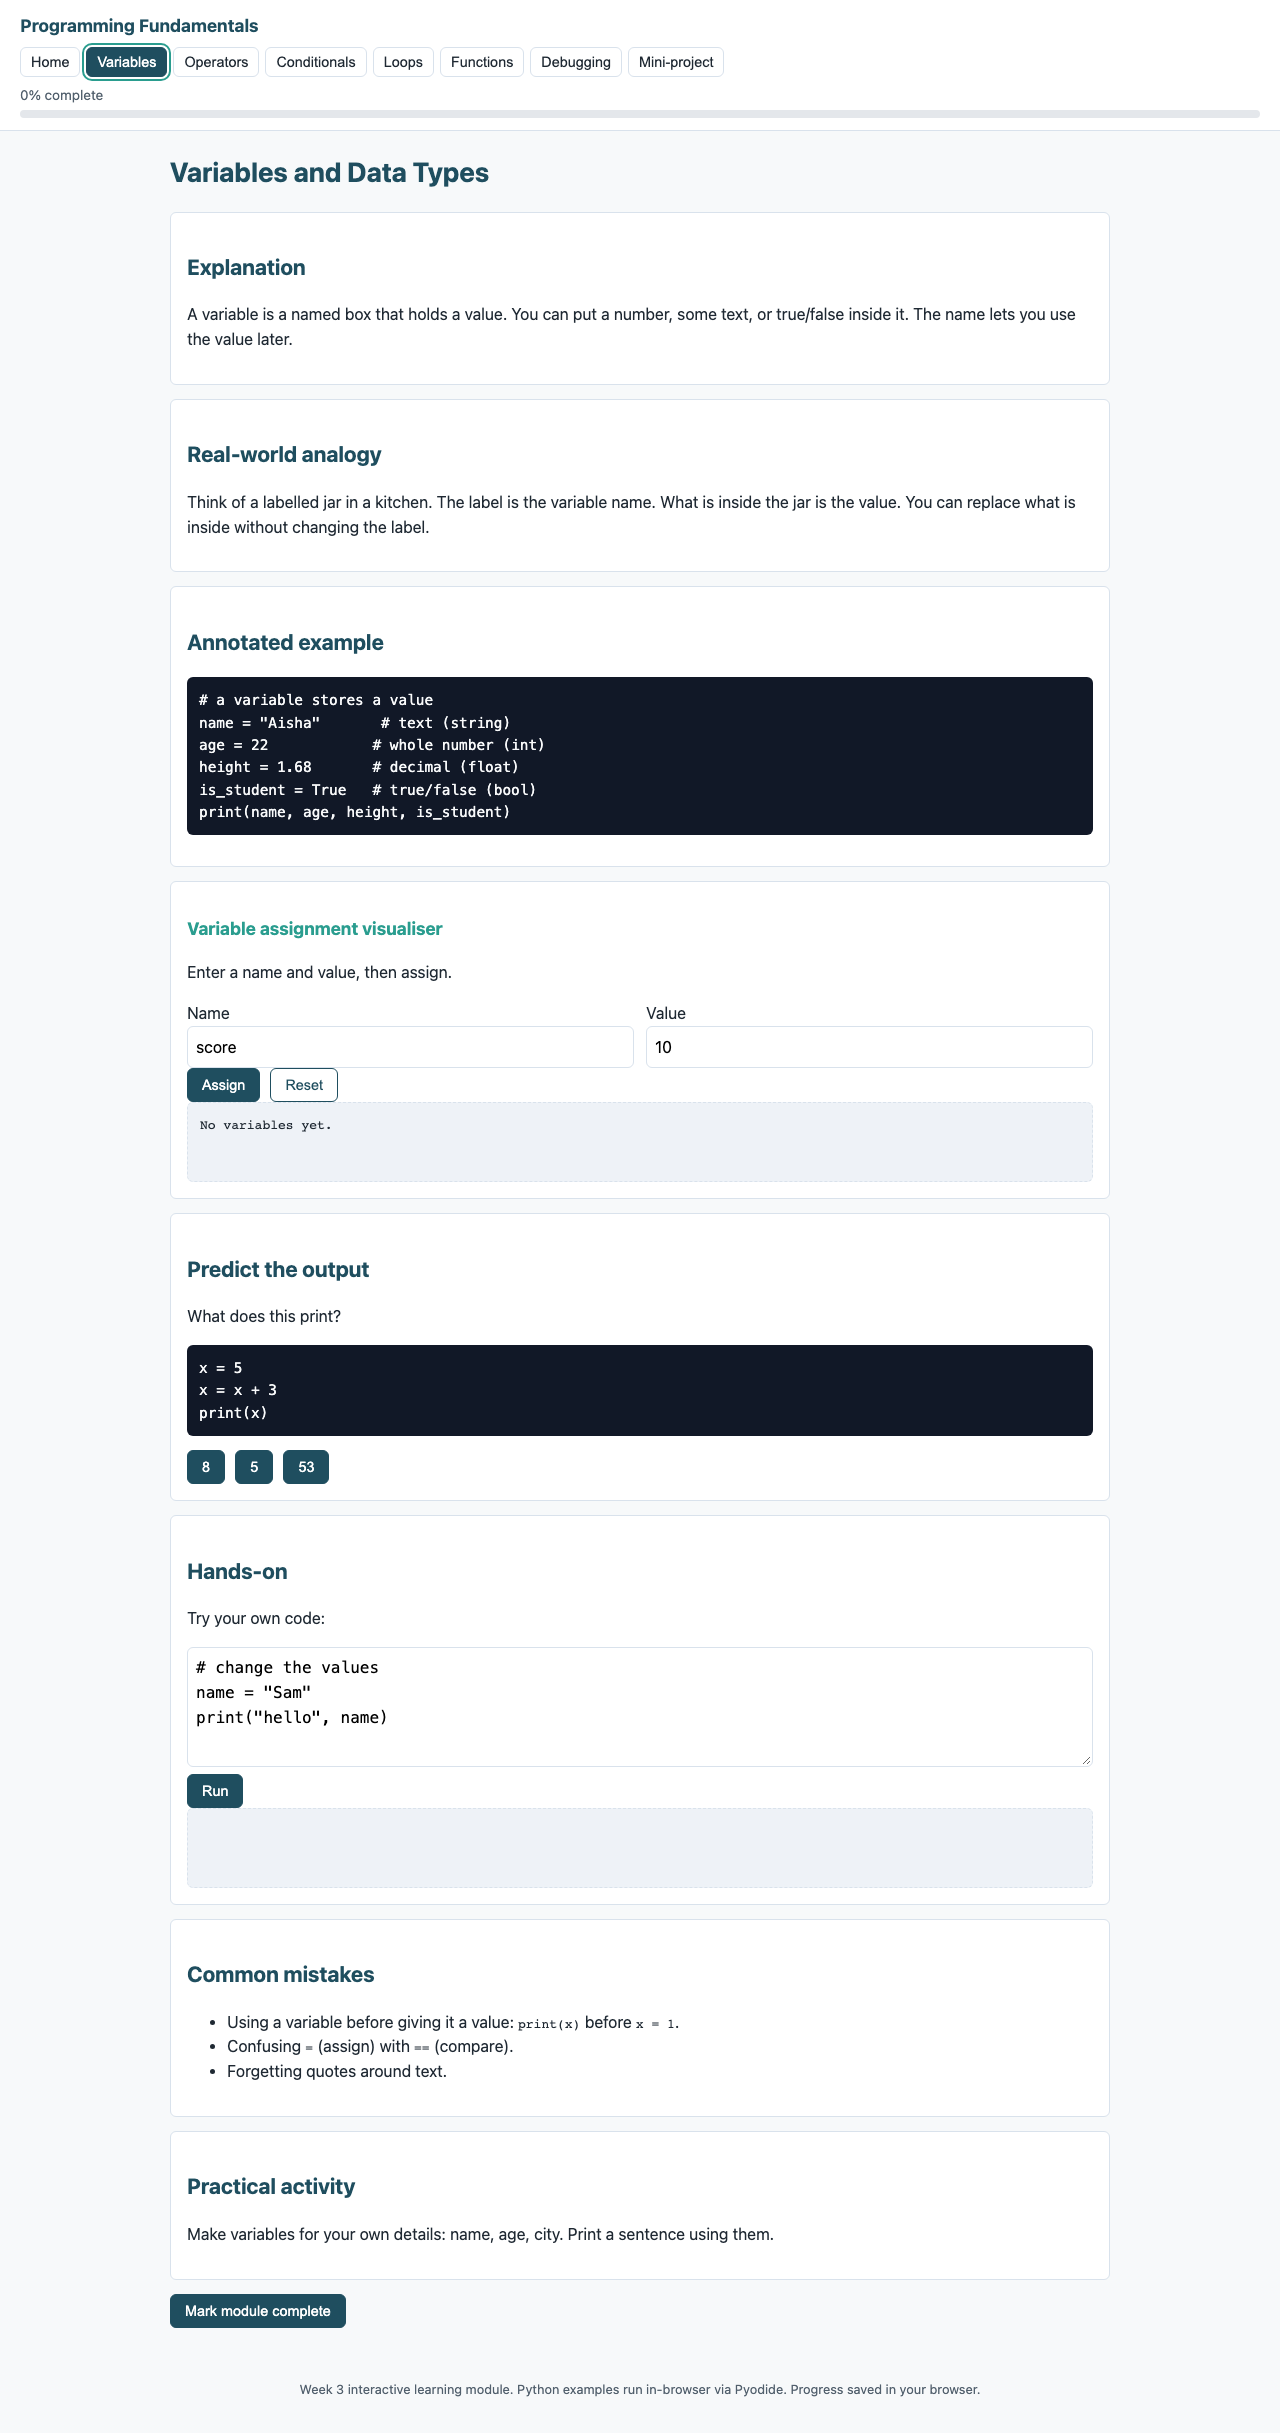 Programming Fundamentals
Home Variables Operators Conditionals Loops Functions Debugging Mini-project
0% complete
Variables and Data Types
Explanation
A variable is a named box that holds a value. You can put a number, some text, or true/false inside it. The name lets you use
the value later.
Real-world analogy
Think of a labelled jar in a kitchen. The label is the variable name. What is inside the jar is the value. You can replace what is
inside without changing the label.
Annotated example
# a variable stores a value
name = "Aisha"       # text (string)
age = 22            # whole number (int)
height = 1.68       # decimal (float)
is_student = True   # true/false (bool)
print(name, age, height, is_student)
Variable assignment visualiser
Enter a name and value, then assign.
Name Value
score 10
Assign Reset
No variables yet.
Predict the output
What does this print?
x = 5
x = x + 3
print(x)
8 5 53
Hands-on
Try your own code:
# change the values
name = "Sam"
print("hello", name)
Run
Common mistakes
• Using a variable before giving it a value: print(x) before x = 1.
• Confusing = (assign) with == (compare).
• Forgetting quotes around text.
Practical activity
Make variables for your own details: name, age, city. Print a sentence using them.
Mark module complete
Week 3 interactive learning module. Python examples run in-browser via Pyodide. Progress saved in your browser.